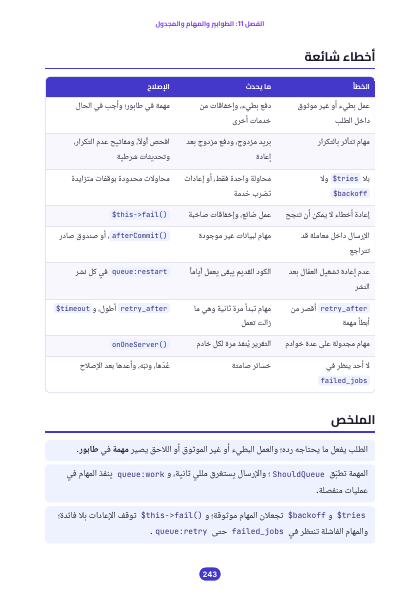 الفصل 11: الطوابير والمهام والمجدول
أخطاء شائعة
الخطأ ما يحدث الإصلاح
عمل بطيء أو غير موثوق دفع بطيء، وإخفاقات من مهمة في طابور؛ وأجب في الحال
داخل الطلب خدمات أخرى
مهام تتأثر بالتكرار بريد مزدوج، ودفع مزدوج بعد افحص أولًا، ومفاتيح عدم التكرار،
إعادة وتحديثات شرطية
بلا $tries ولا محاولة واحدة فقط، أو إعادات محاولات محدودة بوقفات متزايدة
$backoff تضرب خدمة
إعادة أخطاء لا يمكن أن تنجح عمل ضائع، وإخفاقات صاخبة $this->fail()
الإرسال داخل معاملة قد مهام لبيانات غير موجودة afterCommit()، أو صندوق صادر
تتراجع
عدم إعادة تشغيل العمّال بعد الكود القديم يبقى يعمل أيامًا queue:restart في كل نشر
النشر
retry_after أقصر من مهام تبدأ مرة ثانية وهي ما retry_after أطول، و $timeout
أبطأ مهمة زالت تعمل
مهام مجدولة على عدة خوادم التقرير يُنفذ مرة لكل خادم onOneServer()
لا أحد ينظر في خسائر صامتة عُدّها، ونبّه، وأعدها بعد الإصلاح
failed_jobs
الملخص
الطلب يفعل ما يحتاجه رده؛ والعمل البطيء أو غير الموثوق أو اللاحق يصير مهمة في طابور.
المهمة تطبّق ShouldQueue؛ والإرسال يستغرق مللي ثانية، و queue:work ينفذ المهام في
عمليات منفصلة.
$tries و $backoff تجعلان المهام موثوقة؛ و $this->fail() توقف الإعادات بلا فائدة؛
والمهام الفاشلة تنتظر في failed_jobs حتى queue:retry.
243